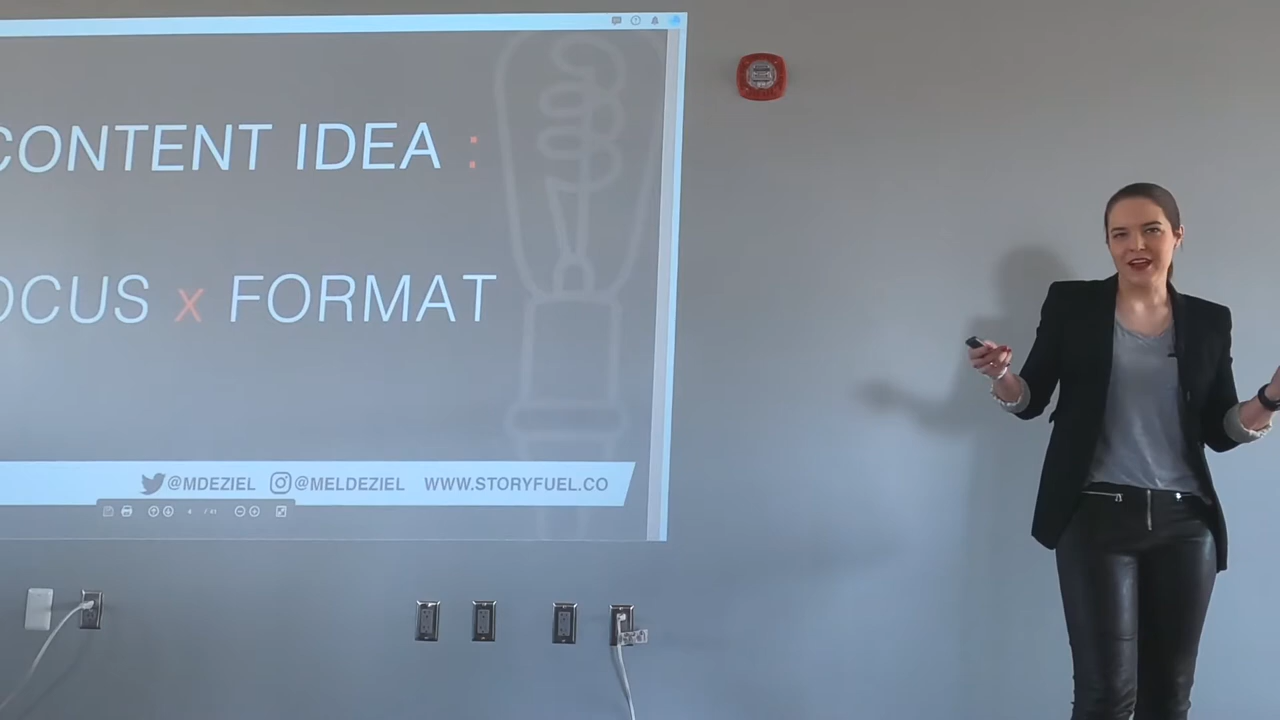 CONTENT IDEA :
OCUS x FORMAT
@MDEZIEL @MELDEZIEL WWW.STORYFUEL.CO